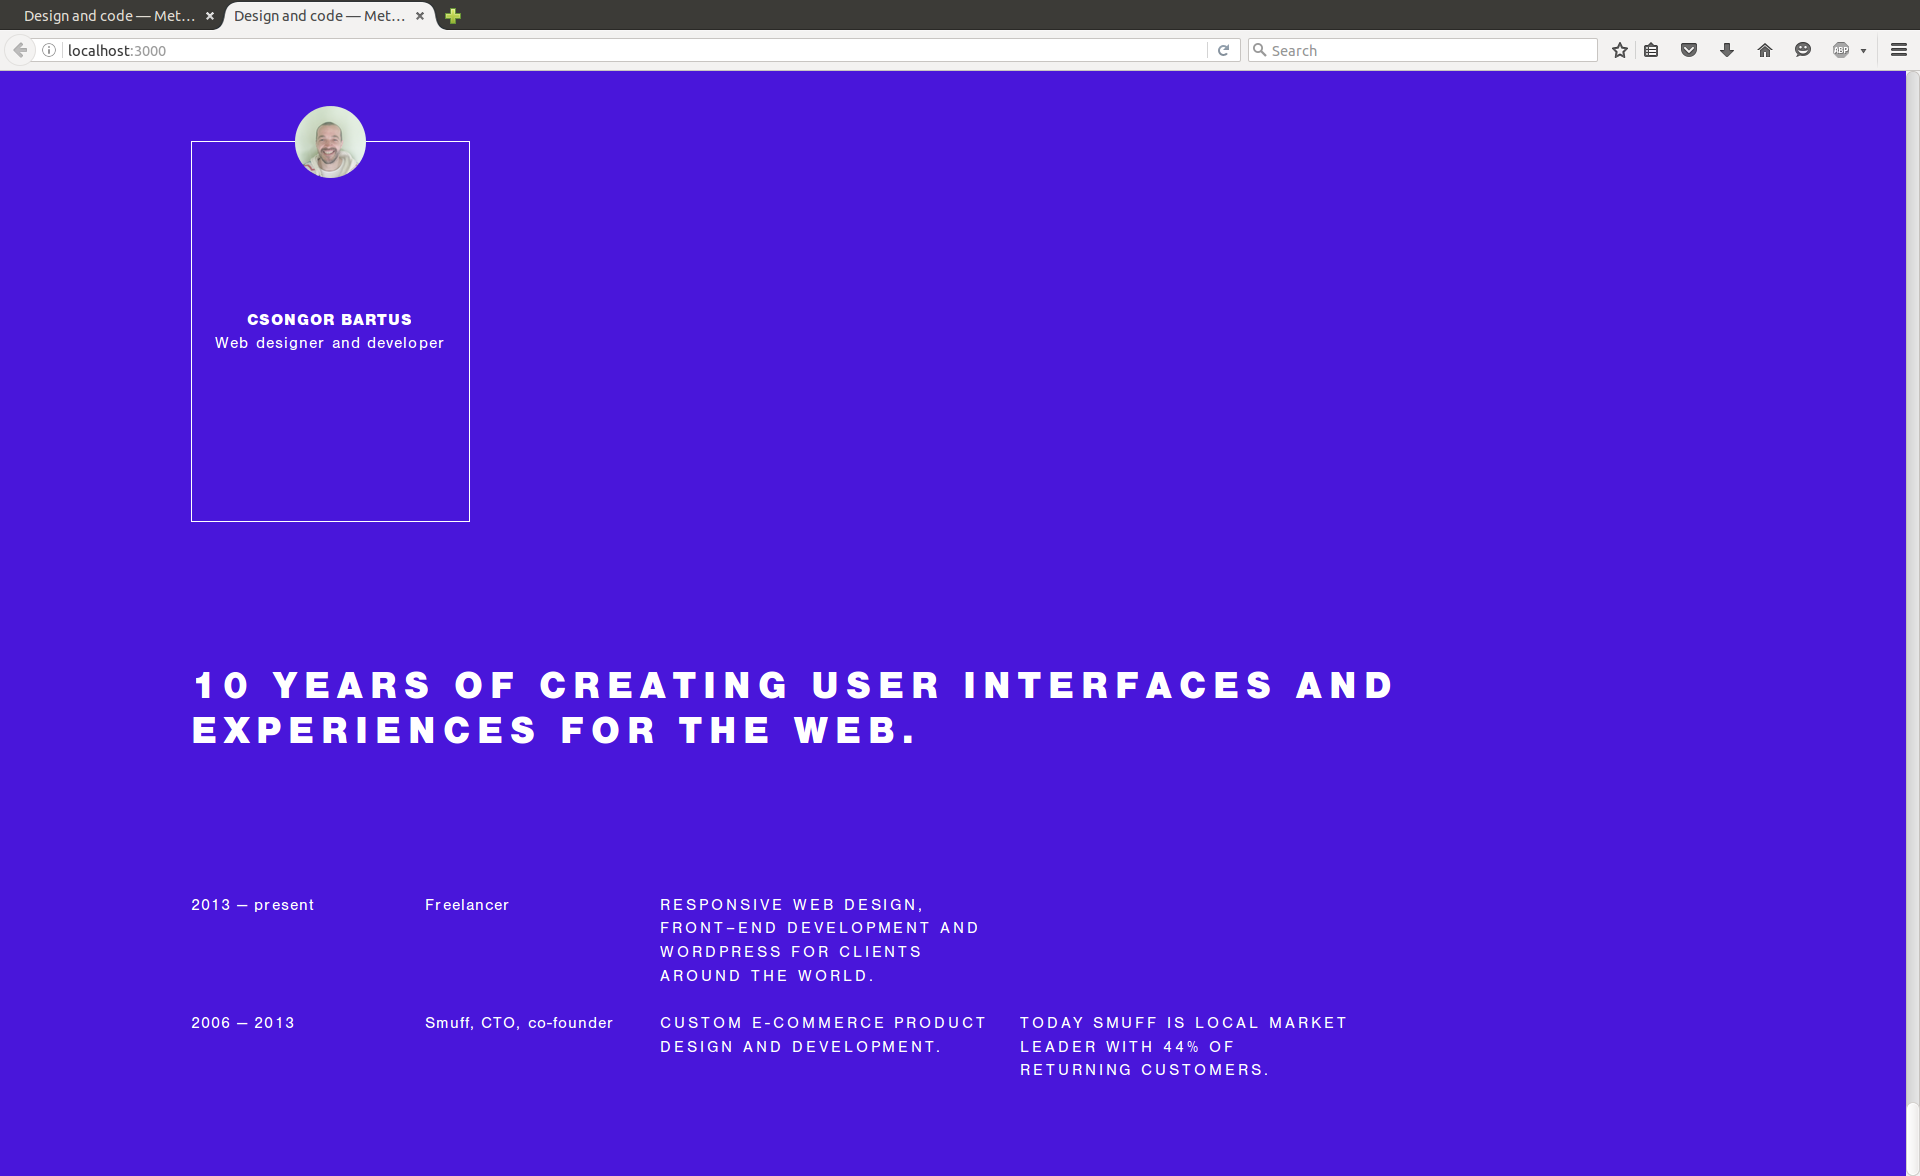 Design and code — Met...
Design and code — Met...
localhost:3000
Search
ABP
CSONGOR BARTUS
Web designer and developer
10 YEARS OF CREATING USER INTERFACES AND
EXPERIENCES FOR THE WEB.
2013 — present
Freelancer
RESPONSIVE WEB DESIGN,
FRONT–END DEVELOPMENT AND
WORDPRESS FOR CLIENTS
AROUND THE WORLD.
2006 — 2013
Smuff, CTO, co-founder
CUSTOM E-COMMERCE PRODUCT
DESIGN AND DEVELOPMENT.
TODAY SMUFF IS LOCAL MARKET
LEADER WITH 44% OF
RETURNING CUSTOMERS.